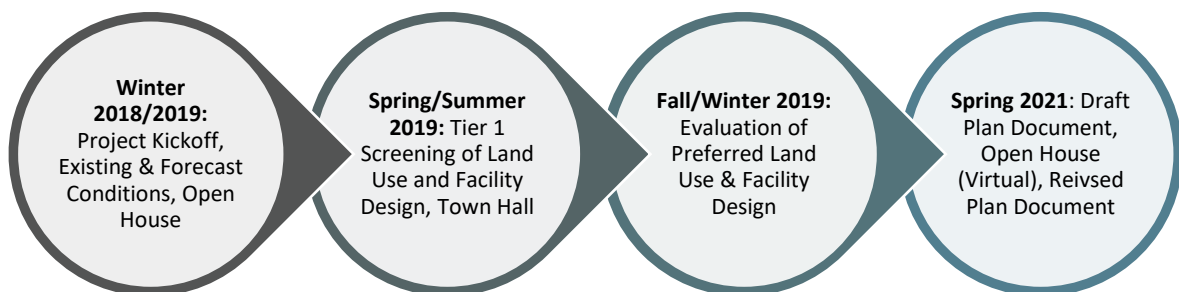 Winter
2018/2019:
Project Kickoff,
Existing & Forecast
Conditions, Open
House
Spring/Summer
2019: Tier 1
Screening of Land
Use and Facility
Design, Town Hall
Fall/Winter 2019:
Evaluation of
Preferred Land
Use & Facility
Design
Spring 2021: Draft
Plan Document,
Open House
(Virtual), Reivsed
Plan Document